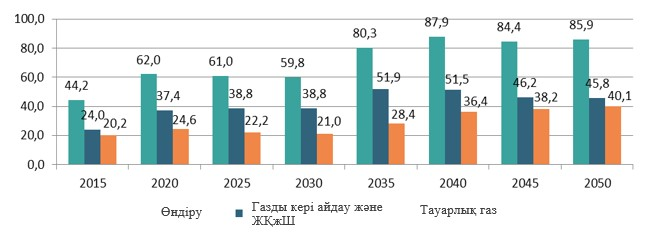 100,0
80,0
60,0
40,0
20,0
0,0
44,2 24,0 20,2
62,0 37,4 24,6
61,0 38,8 22,2
59,8 38,8 21,0
80,3 51,9 28,4
87,9 51,5 36,4
84,4 46,2 38,2
85,9 45,8 40,1
2015 2020 2025 2030 2035 2040 2045 2050
Өндіру Газды кері айдау және Тауарлық газ
ЖҚжШ